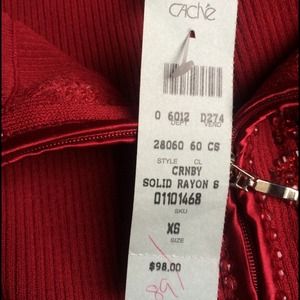 CACHÉ
0 6012 D274
DEPT VEND
28060 60 CS
STYLE CL
CRNBY
SOLID RAYON S
01101468
SKU
XS
SIZE
$98.00